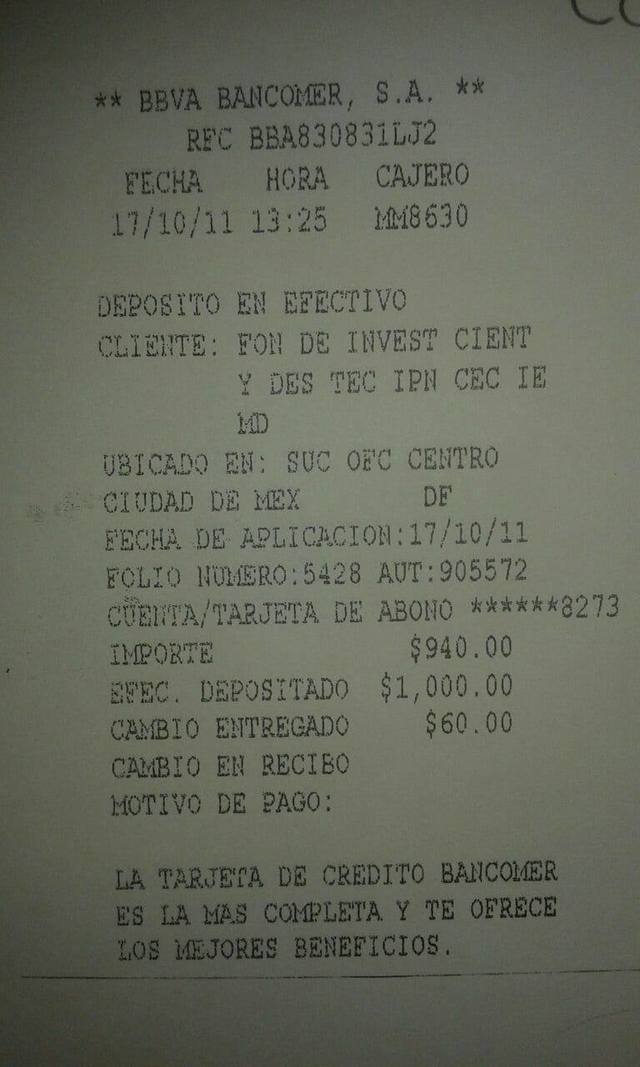 ** BBVA BANCOMER, S.A. **
RFC BBA830831LJ2
FECHA HORA CAJERO
17/10/11 13:25 MM8630
DEPOSITO EN EFECTIVO
CLIENTE: FON DE INVEST CIENT
Y DES TEC IPN CEC IE
MD
UBICADO EN: SUC OFC CENTRO
CIUDAD DE MEX DF
FECHA DE APLICACION:17/10/11
FOLIO NUMERO:5428 AUT:905572
CUENTA/TARJETA DE ABONO ******8273
IMPORTE $940.00
EFEC. DEPOSITADO $1,000.00
CAMBIO ENTREGADO $60.00
CAMBIO EN RECIBO
MOTIVO DE PAGO:
LA TARJETA DE CREDITO BANCOMER
ES LA MAS COMPLETA Y TE OFRECE
LOS MEJORES BENEFICIOS.